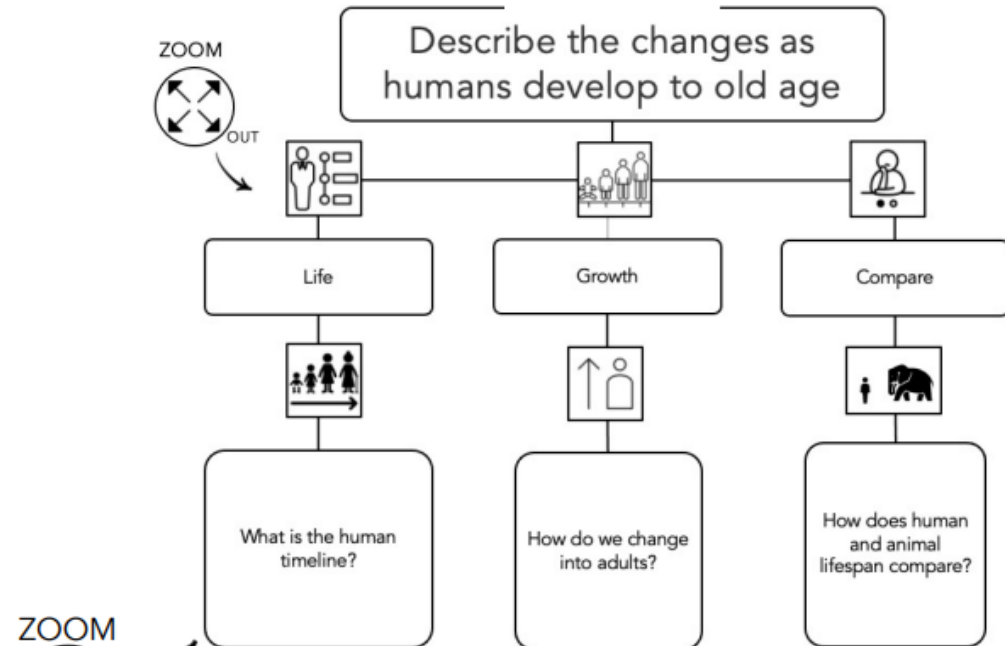 Describe the changes as
humans develop to old age
ZOOM
OUT
Life
Growth
Compare
What is the human
timeline?
How do we change
into adults?
How does human
and animal
lifespan compare?
ZOOM